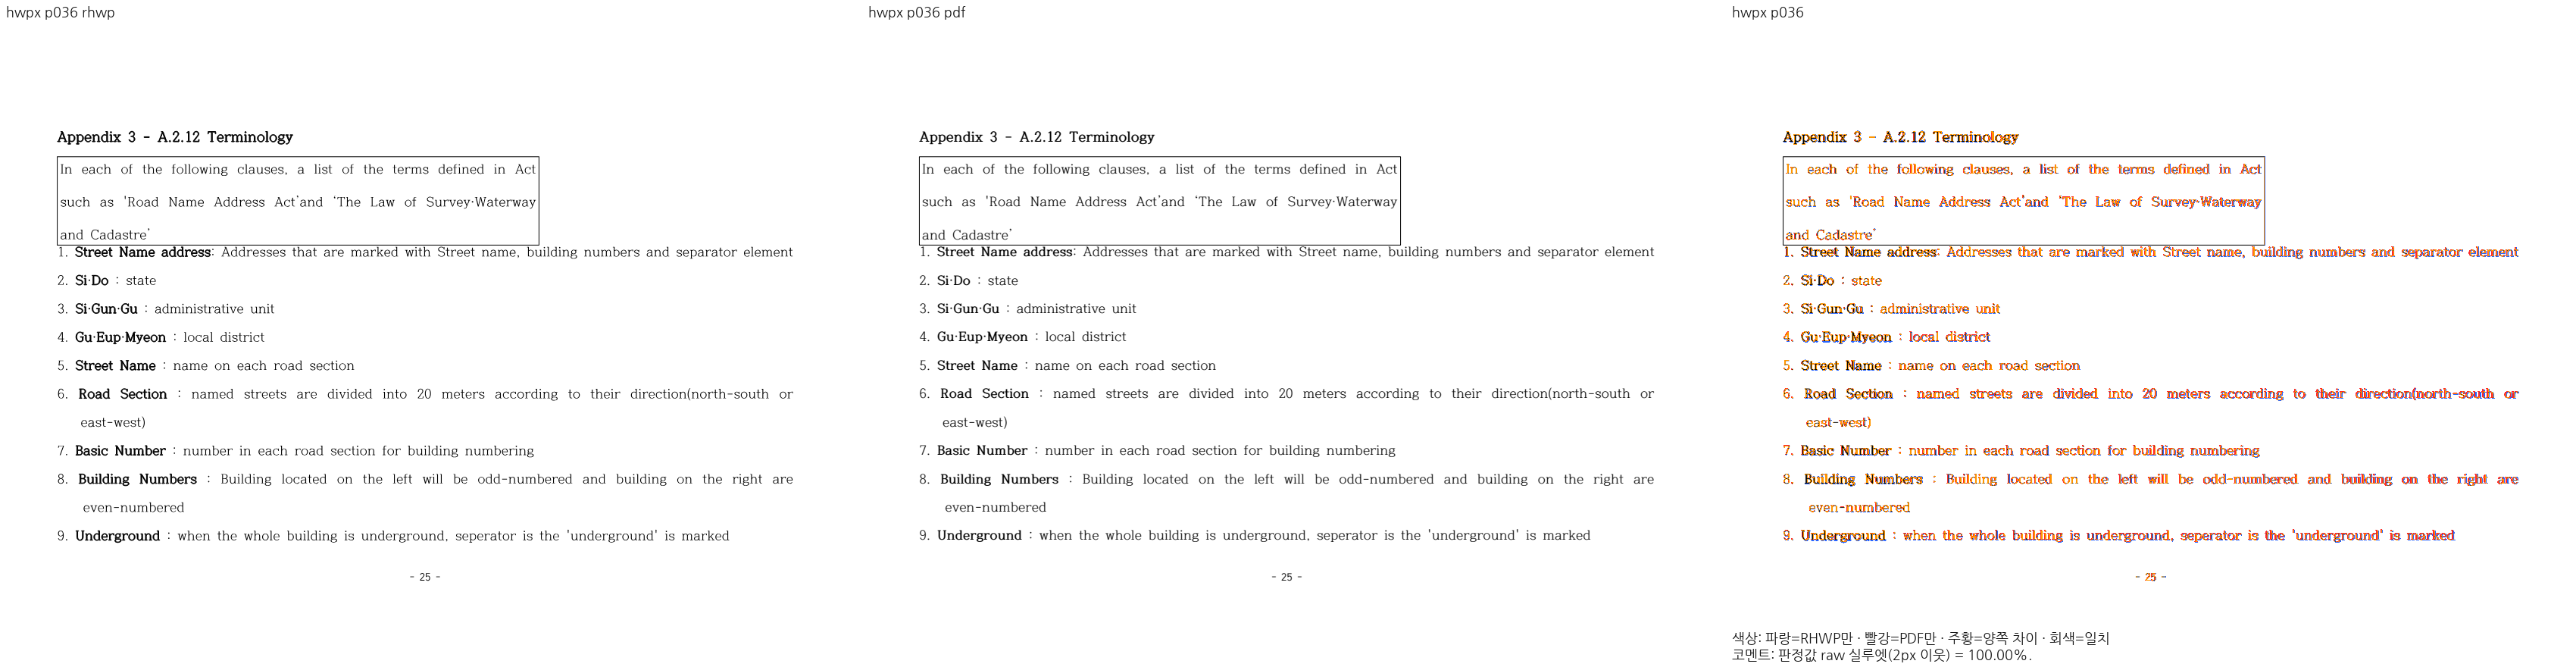 hwpx p036 rhwp
Appendix 3 - A.2.12 Terminology
In each of the following clauses, a list of the terms defined in Act
such as 'Road Name Address Act'and 'The Law of Survey·Waterway
and Cadastre'
1. Street Name address: Addresses that are marked with Street name, building numbers and separator element
2. Si·Do : state
3. Si·Gun·Gu : administrative unit
4. Gu·Eup·Myeon : local district
5. Street Name : name on each road section
6. Road Section : named streets are divided into 20 meters according to their direction(north-south or
east-west)
7. Basic Number : number in each road section for building numbering
8. Building Numbers : Building located on the left will be odd-numbered and building on the right are
even-numbered
9. Underground : when the whole building is underground, seperator is the 'underground' is marked
- 25 -
hwpx p036 pdf
Appendix 3 - A.2.12 Terminology
In each of the following clauses, a list of the terms defined in Act
such as 'Road Name Address Act'and 'The Law of Survey·Waterway
and Cadastre'
1. Street Name address: Addresses that are marked with Street name, building numbers and separator element
2. Si·Do : state
3. Si·Gun·Gu : administrative unit
4. Gu·Eup·Myeon : local district
5. Street Name : name on each road section
6. Road Section : named streets are divided into 20 meters according to their direction(north-south or
east-west)
7. Basic Number : number in each road section for building numbering
8. Building Numbers : Building located on the left will be odd-numbered and building on the right are
even-numbered
9. Underground : when the whole building is underground, seperator is the 'underground' is marked
- 25 -
hwpx p036
Appendix 3 - A.2.12 Terminology
In each of the following clauses, a list of the terms defined in Act
such as 'Road Name Address Act'and 'The Law of Survey·Waterway
and Cadastre'
1. Street Name address: Addresses that are marked with Street name, building numbers and separator element
2. Si·Do : state
3. Si·Gun·Gu : administrative unit
4. Gu·Eup·Myeon : local district
5. Street Name : name on each road section
6. Road Section : named streets are divided into 20 meters according to their direction(north-south or
east-west)
7. Basic Number : number in each road section for building numbering
8. Building Numbers : Building located on the left will be odd-numbered and building on the right are
even-numbered
9. Underground : when the whole building is underground, seperator is the 'underground' is marked
- 25 -
색상: 파랑=RHWP만 · 빨강=PDF만 · 주황=양쪽 차이 · 회색=일치
코멘트: 판정값 raw 실루엣(2px 이웃) = 100.00%.